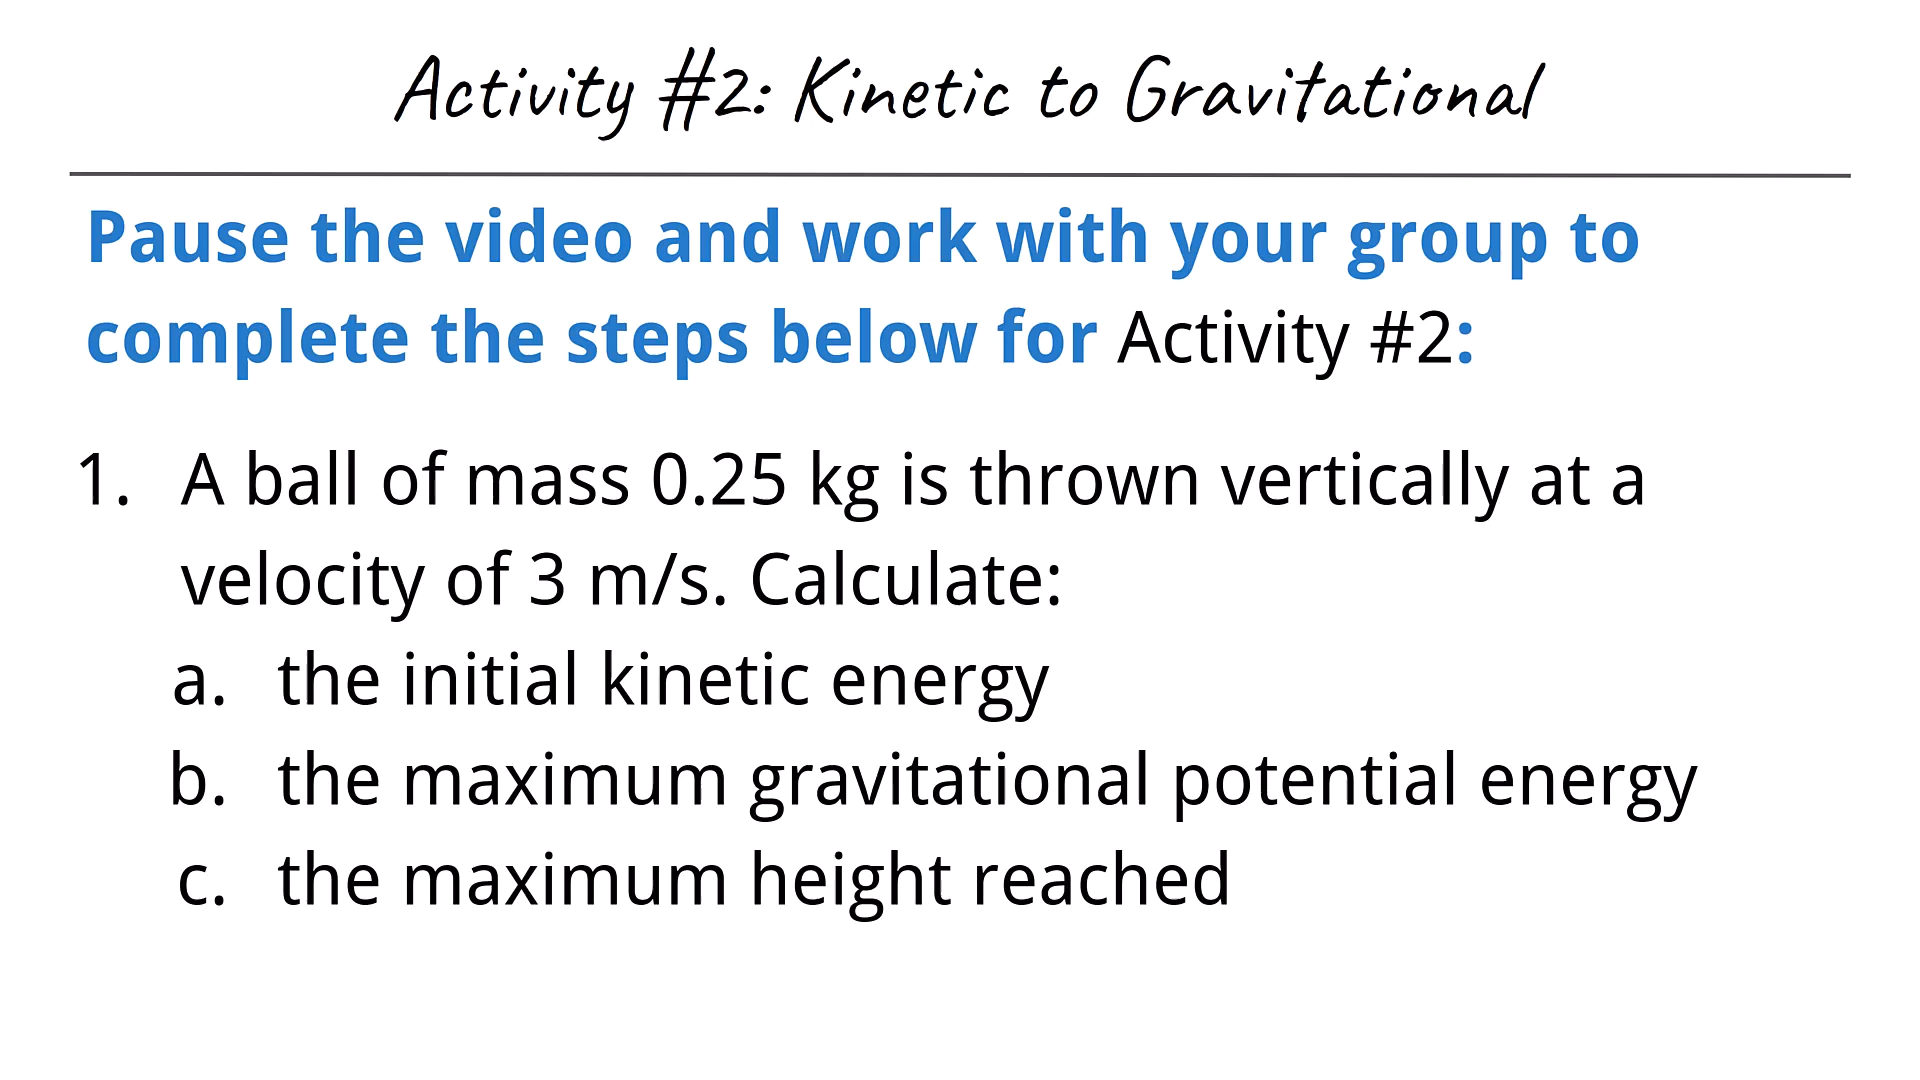 Activity #2: Kinetic to Gravitational
Pause the video and work with your group to
complete the steps below for Activity #2:
1. A ball of mass 0.25 kg is thrown vertically at a
velocity of 3 m/s. Calculate:
a. the initial kinetic energy
b. the maximum gravitational potential energy
c. the maximum height reached